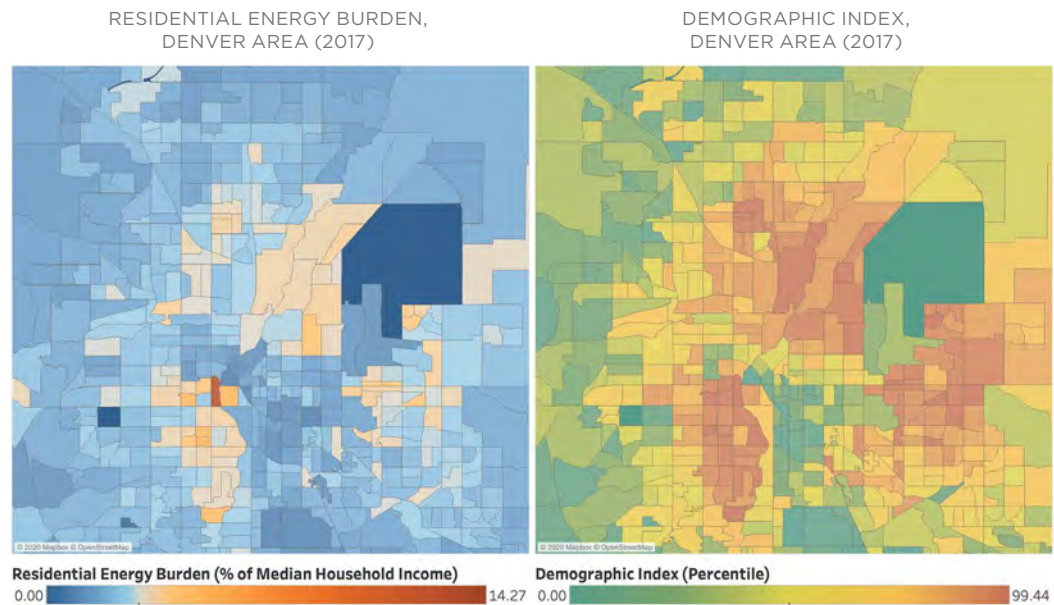 RESIDENTIAL ENERGY BURDEN,
DENVER AREA (2017)
DEMOGRAPHIC INDEX,
DENVER AREA (2017)
© 2020 Mapbox © OpenStreetMap
© 2020 Mapbox © OpenStreetMap
Residential Energy Burden (% of Median Household Income)
0.00 14.27
Demographic Index (Percentile)
0.00 99.44